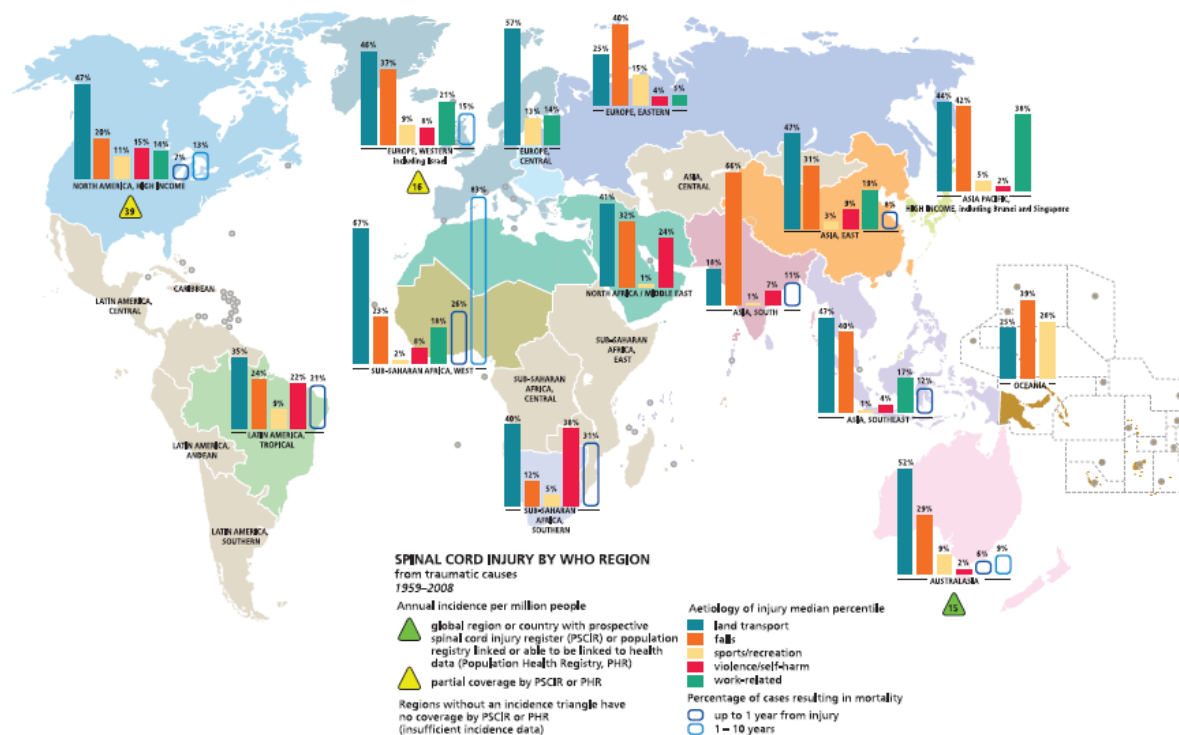 47%
20%
11%
15%
14%
7%
13%
NORTH AMERICA, HIGH INCOME
39
46%
37%
9%
8%
21%
15%
EUROPE, WESTERN
including Israel
16
57%
13%
14%
EUROPE,
CENTRAL
25%
40%
15%
4%
5%
EUROPE, EASTERN
44%
42%
5%
2%
38%
ASIA PACIFIC,
HIGH INCOME, including Brunei and Singapore
47%
31%
3%
9%
19%
8%
ASIA, EAST
ASIA,
CENTRAL
66%
18%
1%
7%
11%
ASIA, SOUTH
41%
32%
1%
24%
NORTH AFRICA / MIDDLE EAST
67%
23%
2%
8%
18%
26%
63%
SUB-SAHARAN AFRICA, WEST
LATIN AMERICA,
CENTRAL
CARIBBEAN
SUB-SAHARAN
AFRICA,
EAST
SUB-SAHARAN
AFRICA,
CENTRAL
47%
40%
1%
4%
17%
12%
ASIA, SOUTHEAST
25%
39%
20%
OCEANIA
35%
24%
9%
22%
21%
LATIN AMERICA,
TROPICAL
LATIN AMERICA,
ANDEAN
LATIN AMERICA,
SOUTHERN
40%
12%
5%
38%
31%
SUB-SAHARAN
AFRICA,
SOUTHERN
52%
29%
9%
2%
6%
9%
AUSTRALASIA
15
SPINAL CORD INJURY BY WHO REGION
from traumatic causes
1959–2008
Annual incidence per million people
global region or country with prospective
spinal cord injury register (PSCIR) or population
registry linked or able to be linked to health
data (Population Health Registry, PHR)
partial coverage by PSCIR or PHR
Regions without an incidence triangle have
no coverage by PSCIR or PHR
(insufficient incidence data)
Aetiology of injury median percentile
land transport
falls
sports/recreation
violence/self-harm
work-related
Percentage of cases resulting in mortality
up to 1 year from injury
1 – 10 years